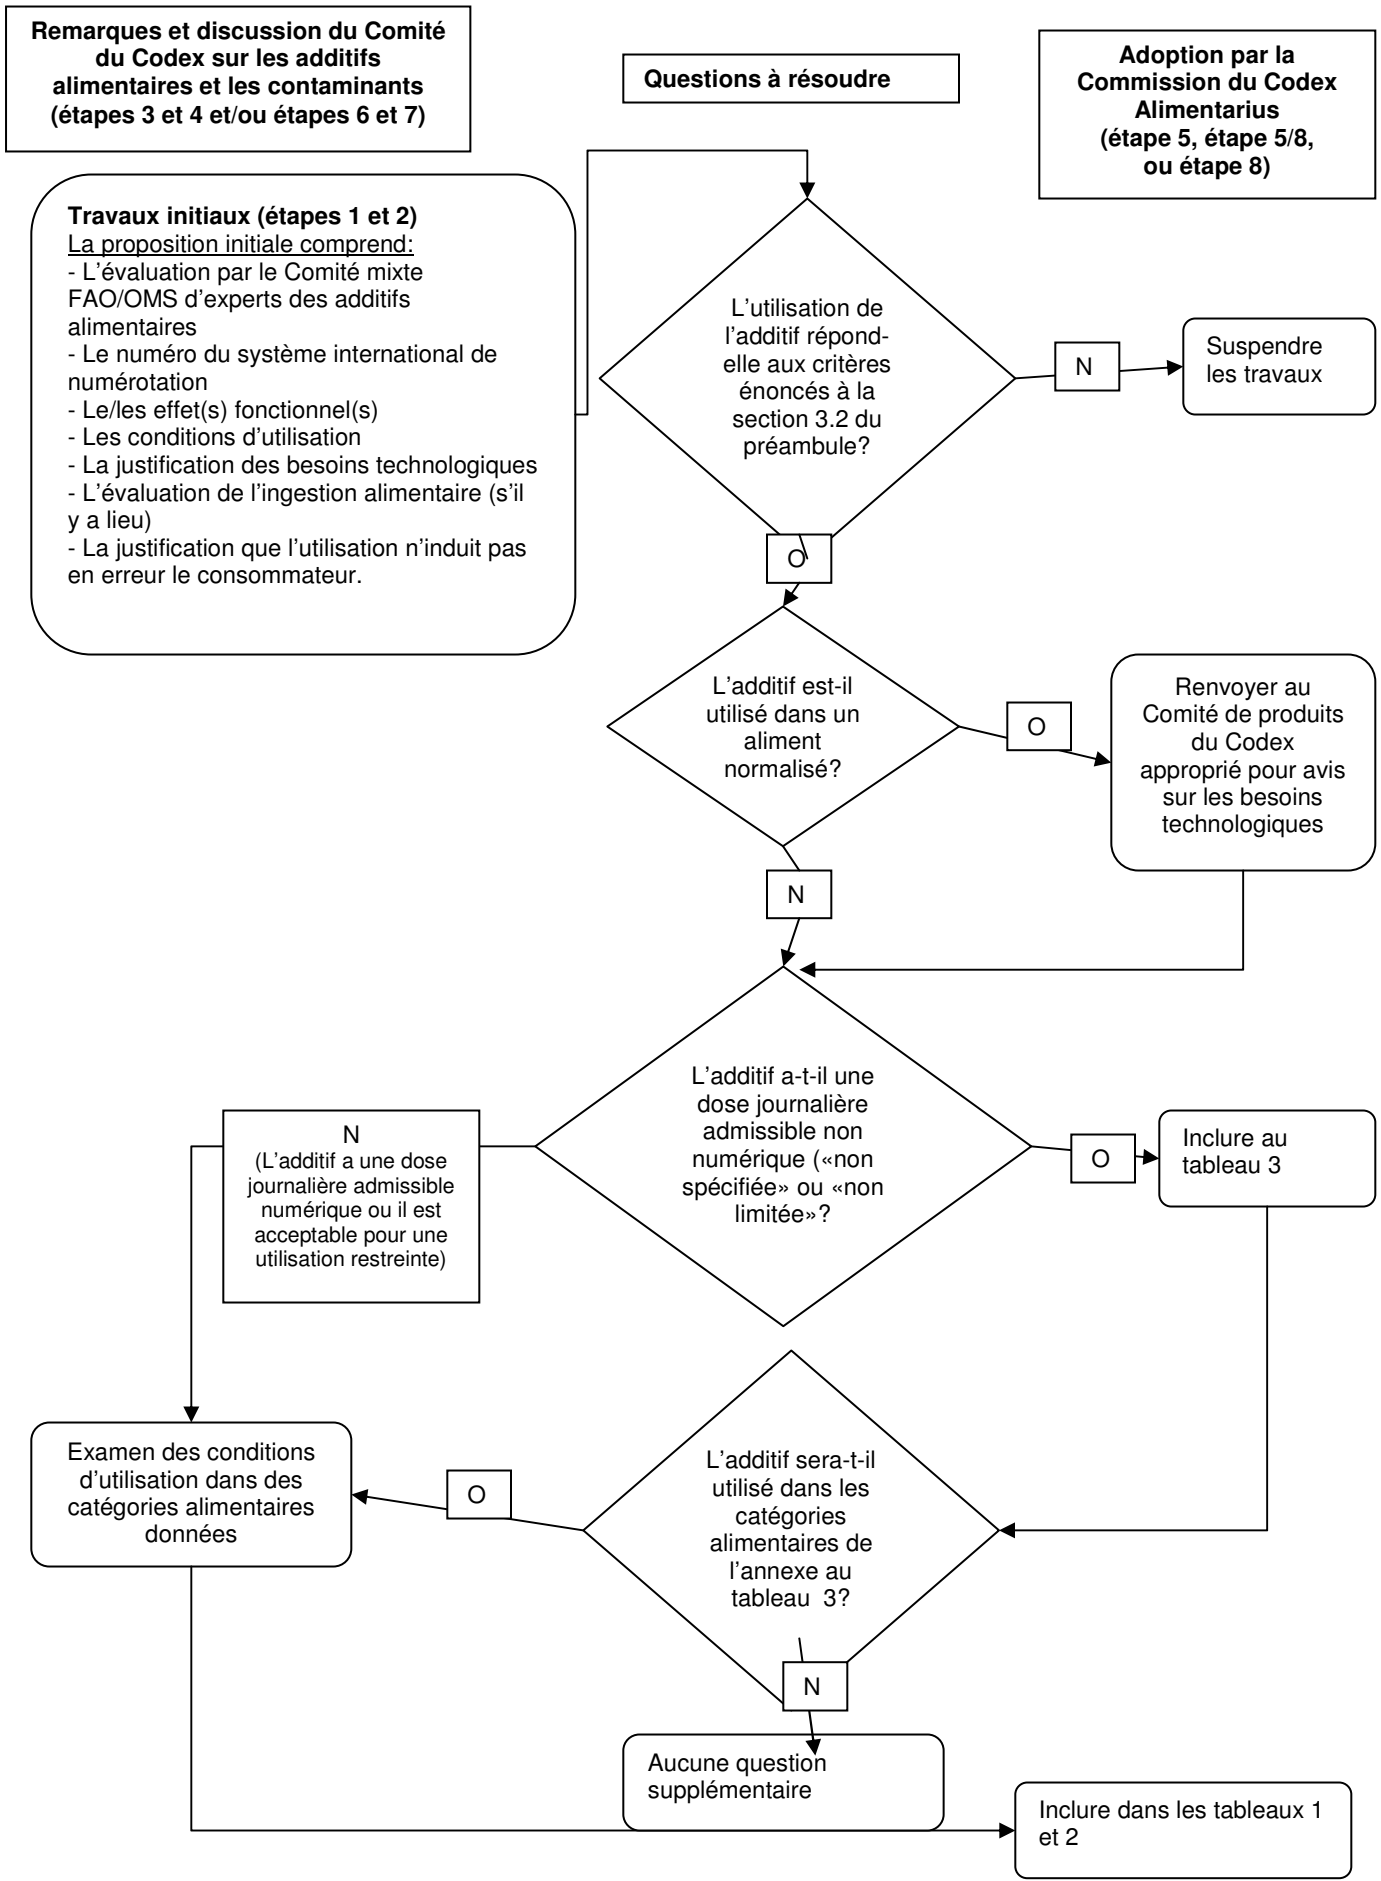 Remarques et discussion du Comité
du Codex sur les additifs
alimentaires et les contaminants
(étapes 3 et 4 et/ou étapes 6 et 7)
Questions à résoudre
Adoption par la
Commission du Codex
Alimentarius
(étape 5, étape 5/8,
ou étape 8)
Travaux initiaux (étapes 1 et 2)
La proposition initiale comprend:
- L’évaluation par le Comité mixte
FAO/OMS d’experts des additifs
alimentaires
- Le numéro du système international de
numérotation
- Le/les effet(s) fonctionnel(s)
- Les conditions d’utilisation
- La justification des besoins technologiques
- L’évaluation de l’ingestion alimentaire (s’il
y a lieu)
- La justification que l’utilisation n’induit pas
en erreur le consommateur.
L’utilisation de
l’additif répond-
elle aux critères
énoncés à la
section 3.2 du
préambule?
N
Suspendre
les travaux
O
L’additif est-il
utilisé dans un
aliment
normalisé?
O
Renvoyer au
Comité de produits
du Codex
approprié pour avis
sur les besoins
technologiques
N
L’additif a-t-il une
dose journalière
admissible non
numérique («non
spécifiée» ou «non
limitée»?
N
(L’additif a une dose
journalière admissible
numérique ou il est
acceptable pour une
utilisation restreinte)
O
Inclure au
tableau 3
Examen des conditions
d’utilisation dans des
catégories alimentaires
données
O
L’additif sera-t-il
utilisé dans les
catégories
alimentaires de
l’annexe au
tableau  3?
N
Aucune question
supplémentaire
Inclure dans les tableaux 1
et 2